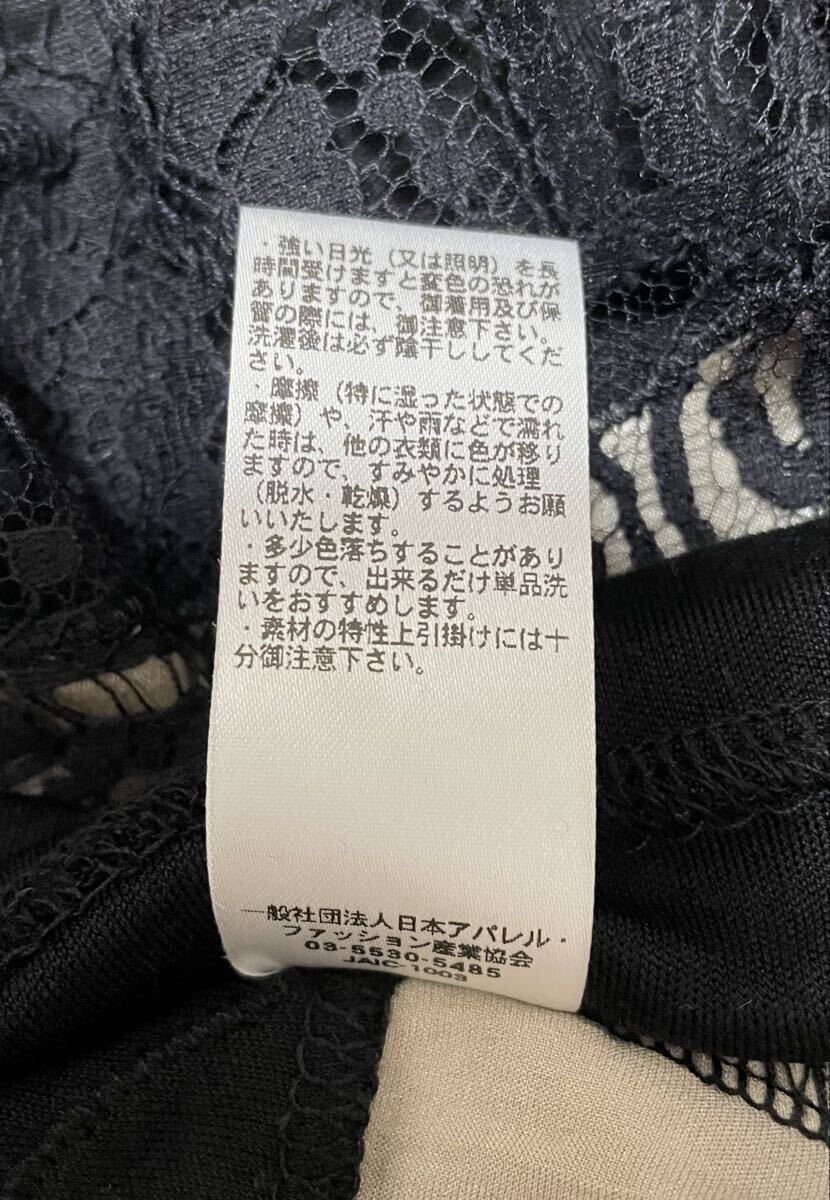 ・強い日光（又は照明）を長
時間受けますと変色の恐れが
ありますので、御着用及び保
管の際には、御注意下さい。
洗濯後は必ず陰干ししてくだ
さい。
・摩擦（特に湿った状態での
摩擦）や、汗や雨などで濡れ
た時は、他の衣類に色が移り
ますので、すみやかに処理
（脱水・乾燥）するようお願
いいたします。
・多少色落ちすることがあり
ますので、出来るだけ単品洗
いをおすすめします。
・素材の特性上引掛けには十
分御注意下さい。
一般社団法人日本アパレル・
ファッション産業協会
03-5530-5485
JAIC-1003